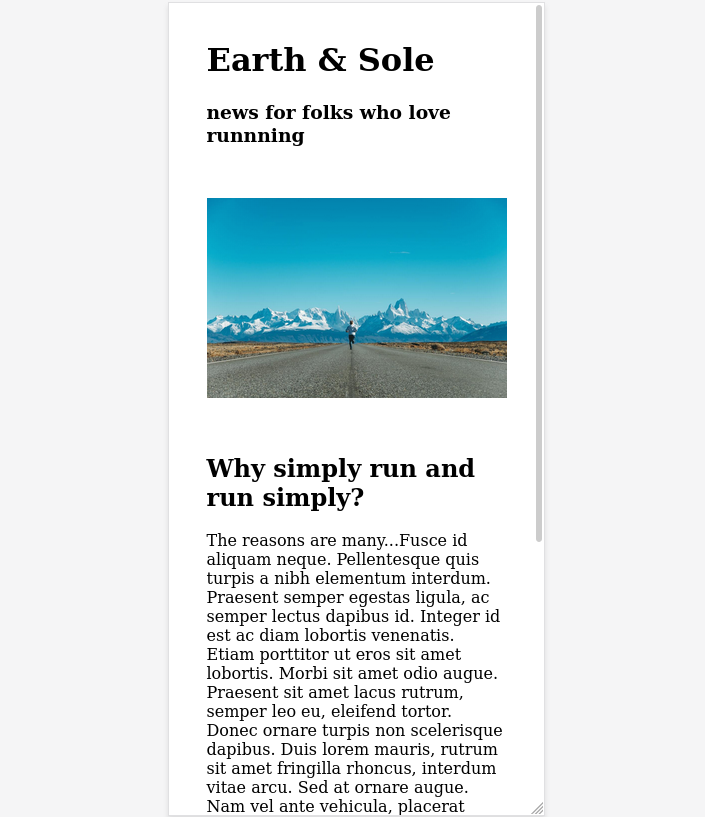 Earth & Sole
news for folks who love
runnning
Why simply run and
run simply?
The reasons are many...Fusce id
aliquam neque. Pellentesque quis
turpis a nibh elementum interdum.
Praesent semper egestas ligula, ac
semper lectus dapibus id. Integer id
est ac diam lobortis venenatis.
Etiam porttitor ut eros sit amet
lobortis. Morbi sit amet odio augue.
Praesent sit amet lacus rutrum,
semper leo eu, eleifend tortor.
Donec ornare turpis non scelerisque
dapibus. Duis lorem mauris, rutrum
sit amet fringilla rhoncus, interdum
vitae arcu. Sed at ornare augue.
Nam vel ante vehicula, placerat